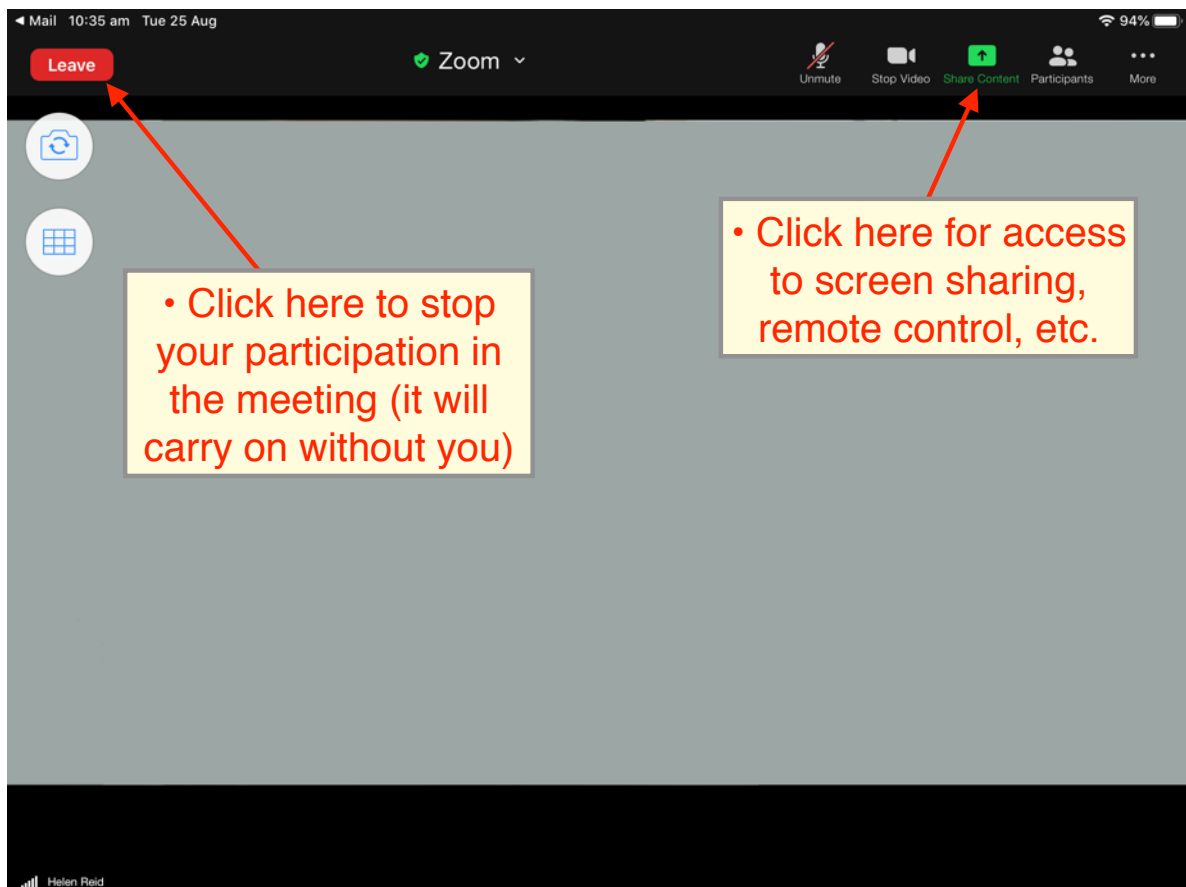 ◀ Mail 10:35 am Tue 25 Aug 94%
Leave
Zoom
Unmute Stop Video Share Content Participants More
• Click here for access
to screen sharing,
remote control, etc.
• Click here to stop
your participation in
the meeting (it will
carry on without you)
Helen Reid